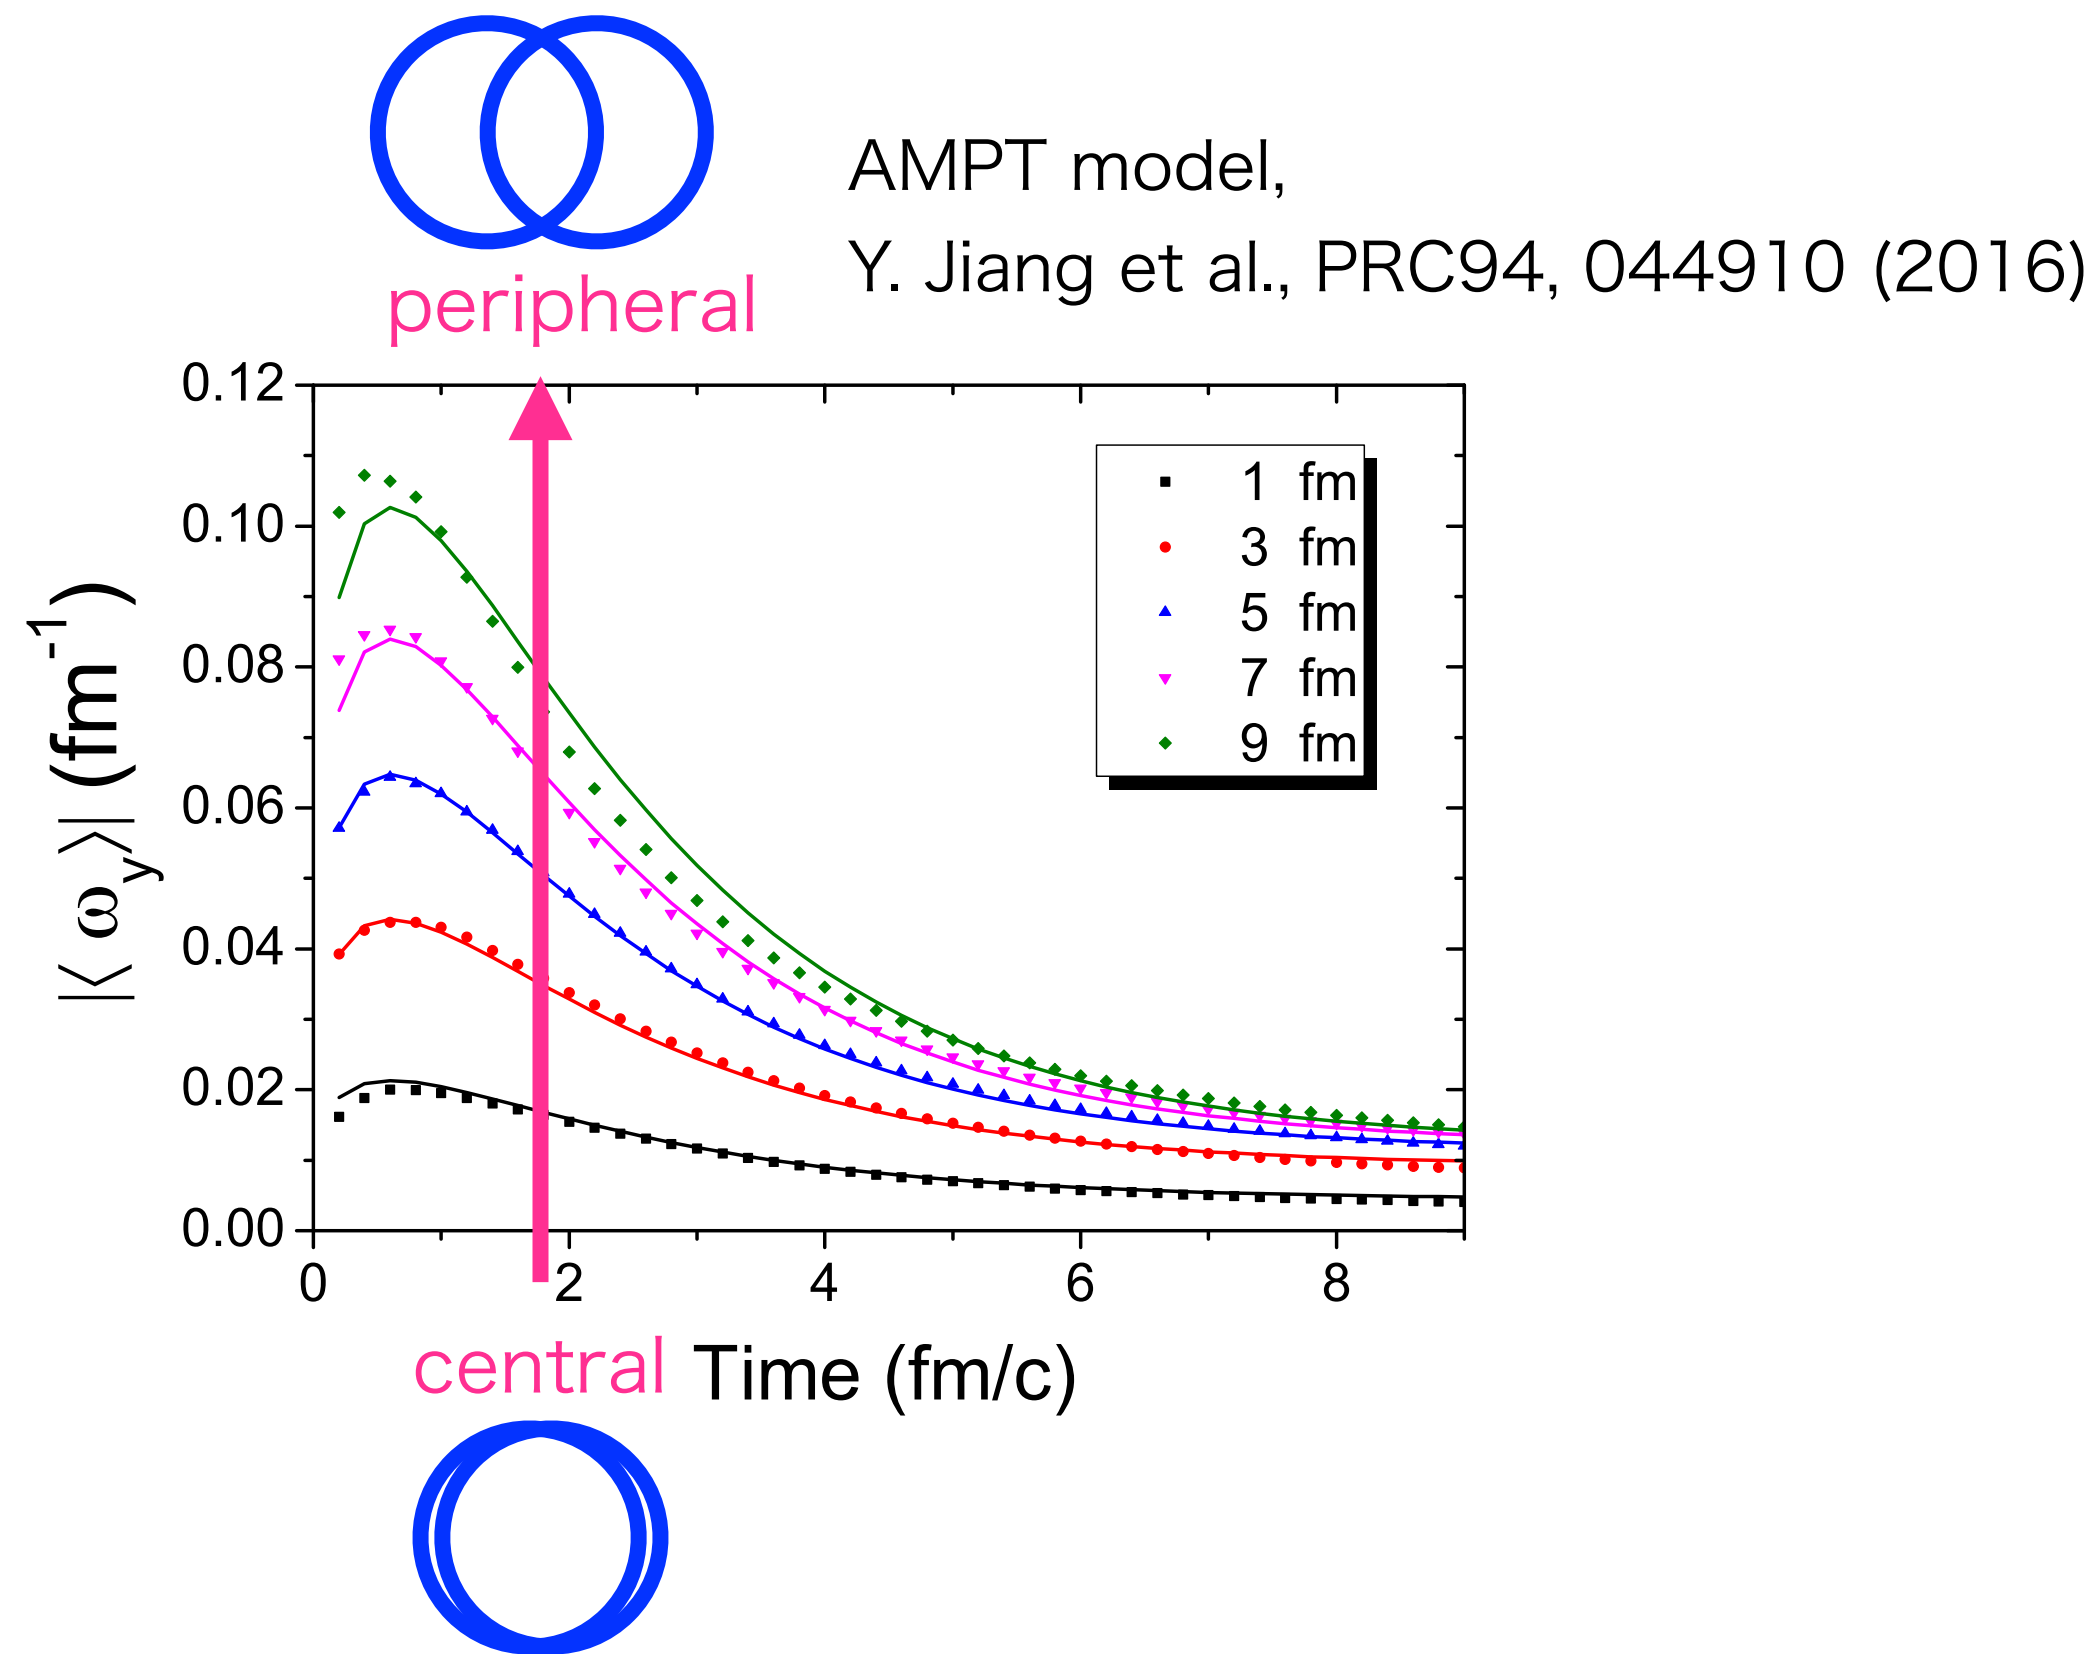 AMPT model,
Y. Jiang et al., PRC94, 044910 (2016)
peripheral
0.12
0.10
0.08
0.06
0.04
0.02
0.00
|⟨ ω_y ⟩| (fm⁻¹)
1 fm
3 fm
5 fm
7 fm
9 fm
0 2 4 6 8
central Time (fm/c)